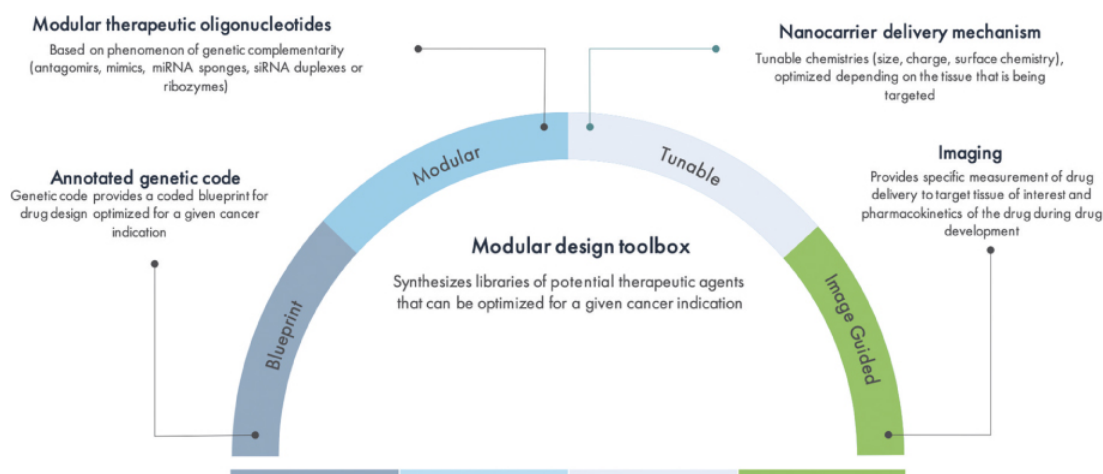 Modular therapeutic oligonucleotides
Based on phenomenon of genetic complementarity
(antagomirs, mimics, miRNA sponges, siRNA duplexes or
ribozymes)
Nanocarrier delivery mechanism
Tunable chemistries (size, charge, surface chemistry),
optimized depending on the tissue that is being
targeted
Annotated genetic code
Genetic code provides a coded blueprint for
drug design optimized for a given cancer
indication
Imaging
Provides specific measurement of drug
delivery to target tissue of interest and
pharmacokinetics of the drug during drug
development
Blueprint
Modular
Tunable
Image Guided
Modular design toolbox
Synthesizes libraries of potential therapeutic agents
that can be optimized for a given cancer indication